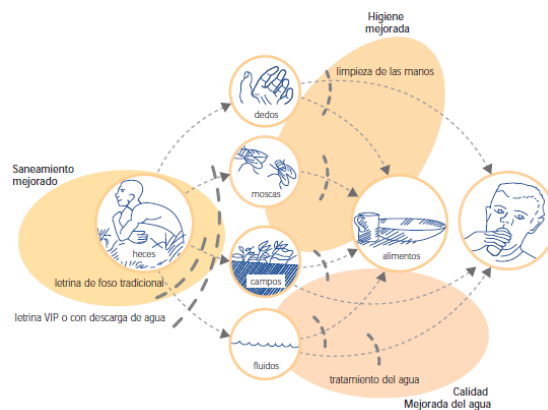 Higiene
mejorada
limpieza de las manos
dedos
Saneamiento
mejorado
moscas
heces
alimentos
letrina de foso tradicional
campos
letrina VIP o con descarga de agua
fluidos
tratamiento del agua
Calidad
Mejorada del agua